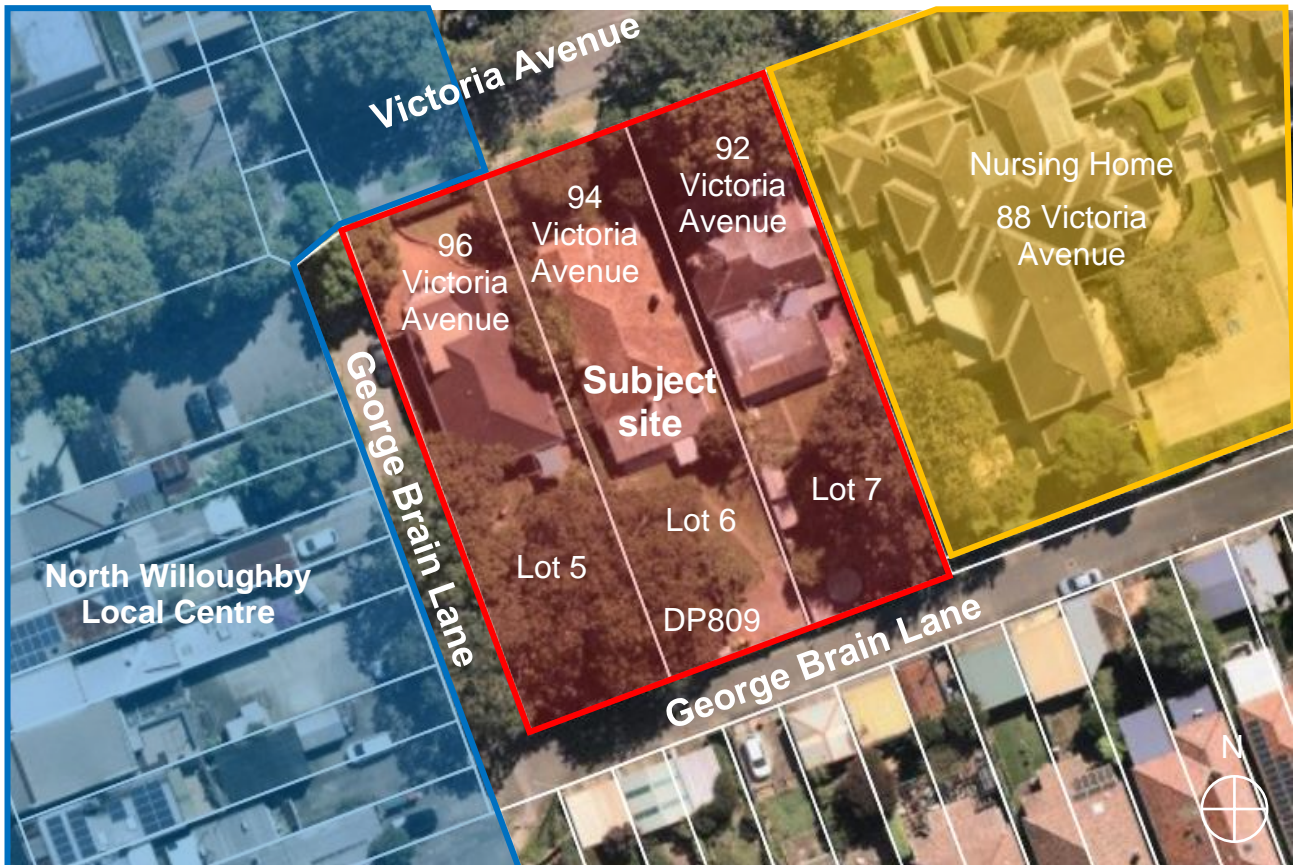 Victoria Avenue
92
Victoria
Avenue
94
Victoria
Avenue
96
Victoria
Avenue
Nursing Home
88 Victoria
Avenue
Subject
site
George Brain Lane
Lot 7
Lot 6
Lot 5
DP809
North Willoughby
Local Centre
George Brain Lane
N